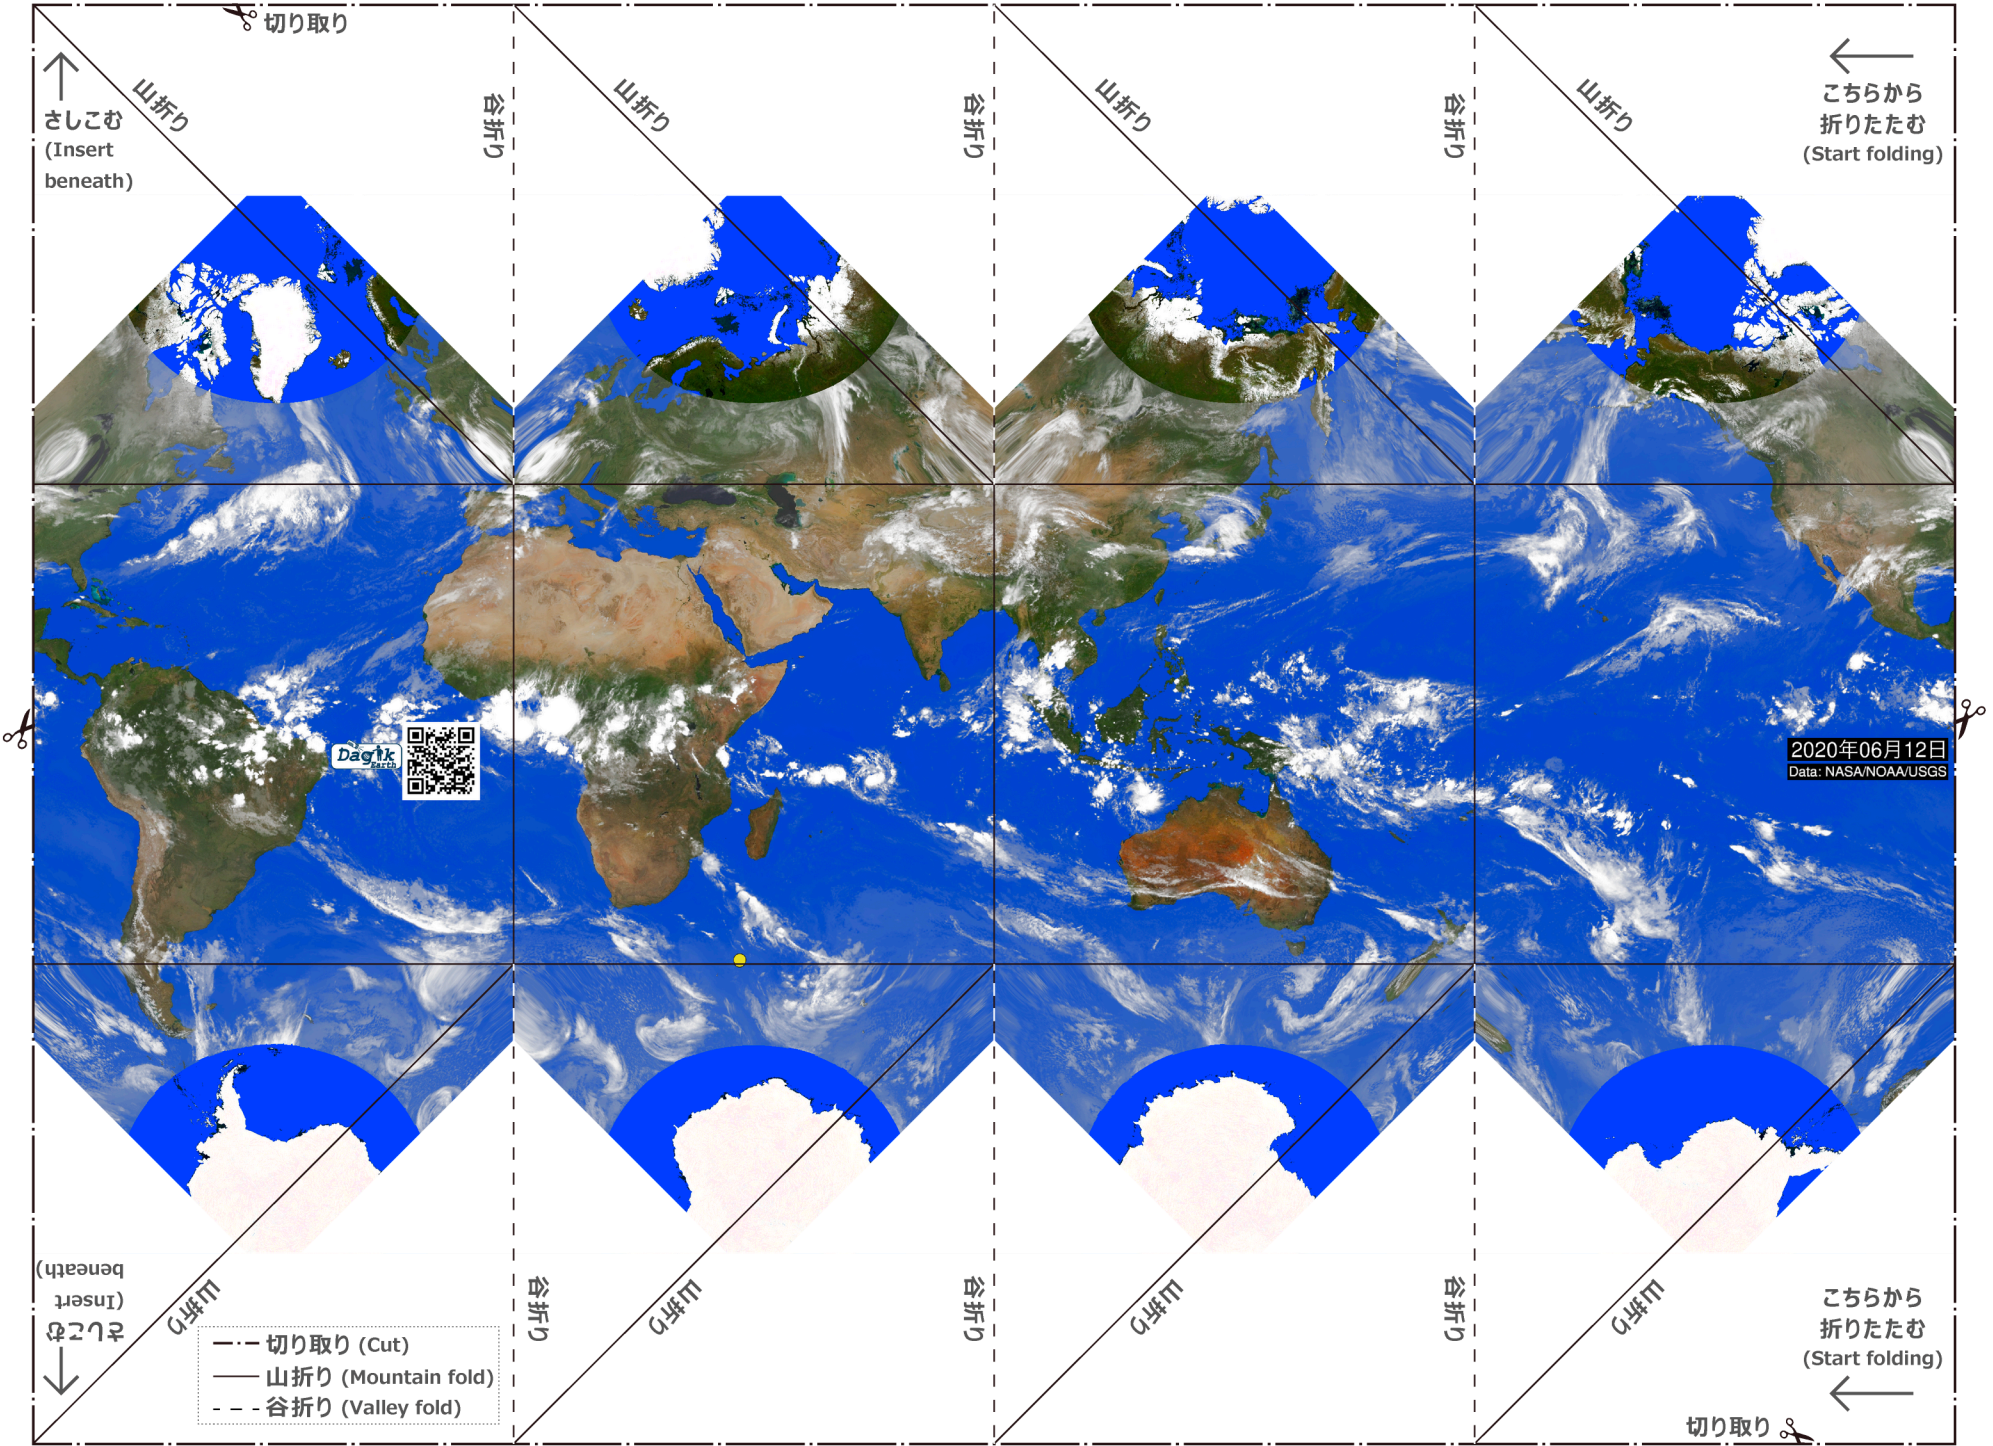 切り取り
さしこむ
(Insert
beneath)
山折り
谷折り
山折り
谷折り
山折り
谷折り
山折り
こちらから
折りたたむ
(Start folding)
Dagik
Earth
2020年06月12日
Data: NASA/NOAA/USGS
さしこむ
(Insert
beneath)
山折り
谷折り
山折り
谷折り
山折り
谷折り
山折り
こちらから
折りたたむ
(Start folding)
切り取り (Cut)
山折り (Mountain fold)
谷折り (Valley fold)
切り取り